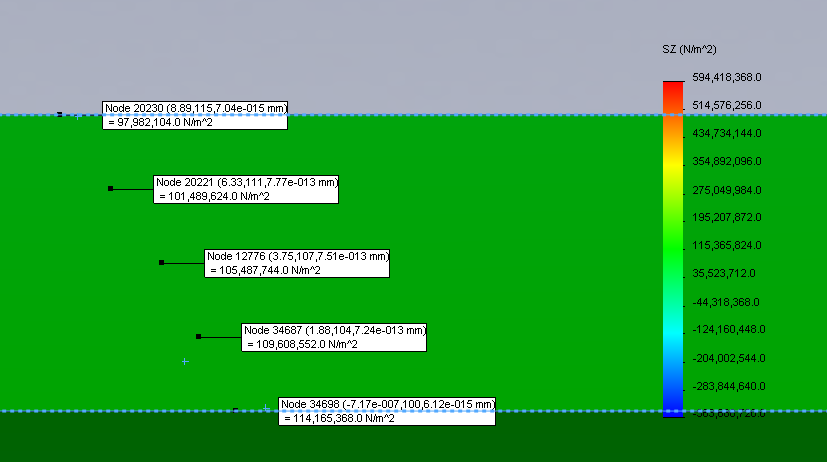 SZ (N/m^2)
594,418,368.0
514,576,256.0
434,734,144.0
354,892,096.0
275,049,984.0
195,207,872.0
115,365,824.0
35,523,712.0
-44,318,368.0
-124,160,448.0
-204,002,544.0
-283,844,640.0
-363,686,720.0
Node 20230 (8.89,115,7.04e-015 mm)
= 97,982,104.0 N/m^2
Node 20221 (6.33,111,7.77e-013 mm)
= 101,489,624.0 N/m^2
Node 12776 (3.75,107,7.51e-013 mm)
= 105,487,744.0 N/m^2
Node 34687 (1.88,104,7.24e-013 mm)
= 109,608,552.0 N/m^2
Node 34698 (-7.17e-007,100,6.12e-015 mm)
= 114,165,368.0 N/m^2